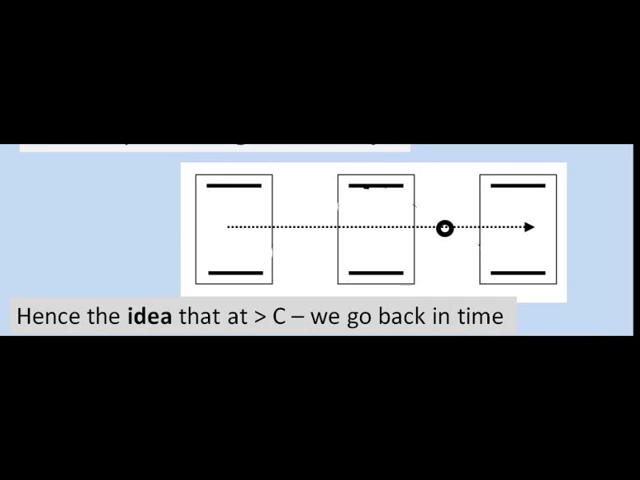 Hence the idea that at > C – we go back in time